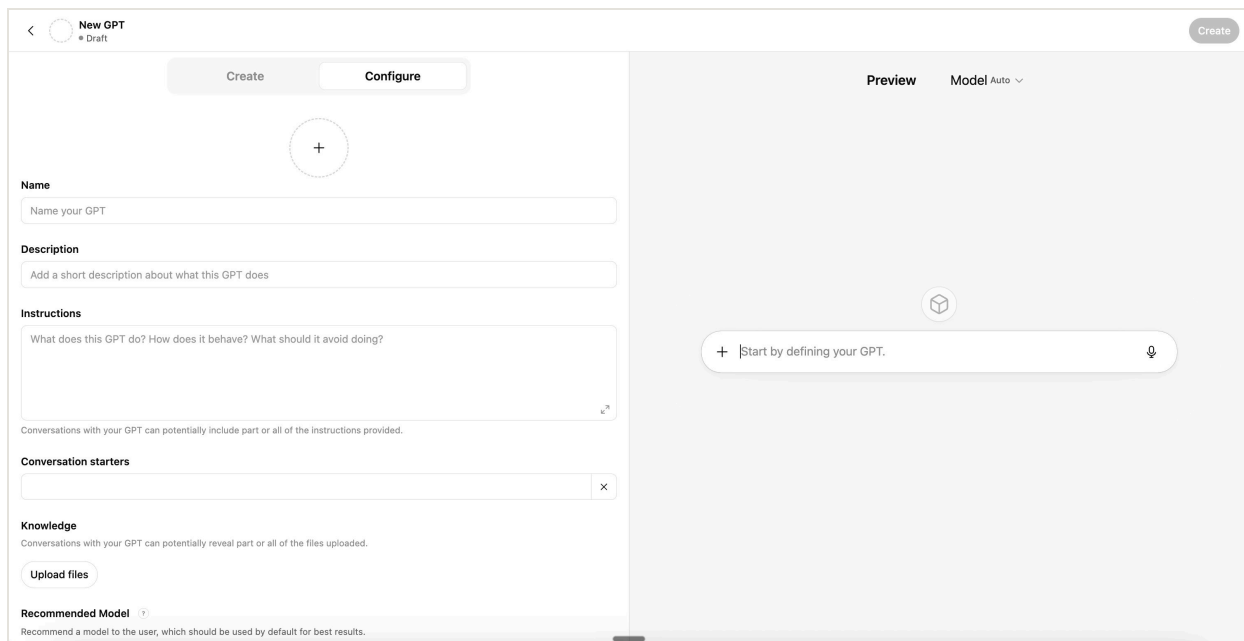 New GPT
Draft
Create
Create
Configure
Name
Name your GPT
Description
Add a short description about what this GPT does
Instructions
What does this GPT do? How does it behave? What should it avoid doing?
Conversations with your GPT can potentially include part or all of the instructions provided.
Conversation starters
Knowledge
Conversations with your GPT can potentially reveal part or all of the files uploaded.
Upload files
Recommended Model ?
Recommend a model to the user, which should be used by default for best results.
Preview
Model Auto
Start by defining your GPT.